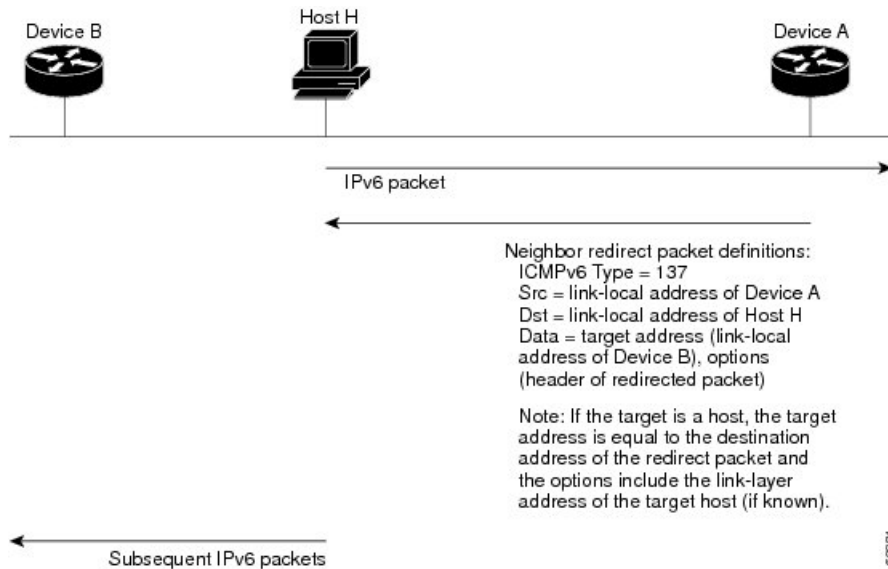 Device B
Host H
Device A
IPv6 packet
Neighbor redirect packet definitions:
ICMPv6 Type = 137
Src = link-local address of Device A
Dst = link-local address of Host H
Data = target address (link-local
address of Device B), options
(header of redirected packet)
Note: If the target is a host, the target
address is equal to the destination
address of the redirect packet and
the options include the link-layer
address of the target host (if known).
Subsequent IPv6 packets